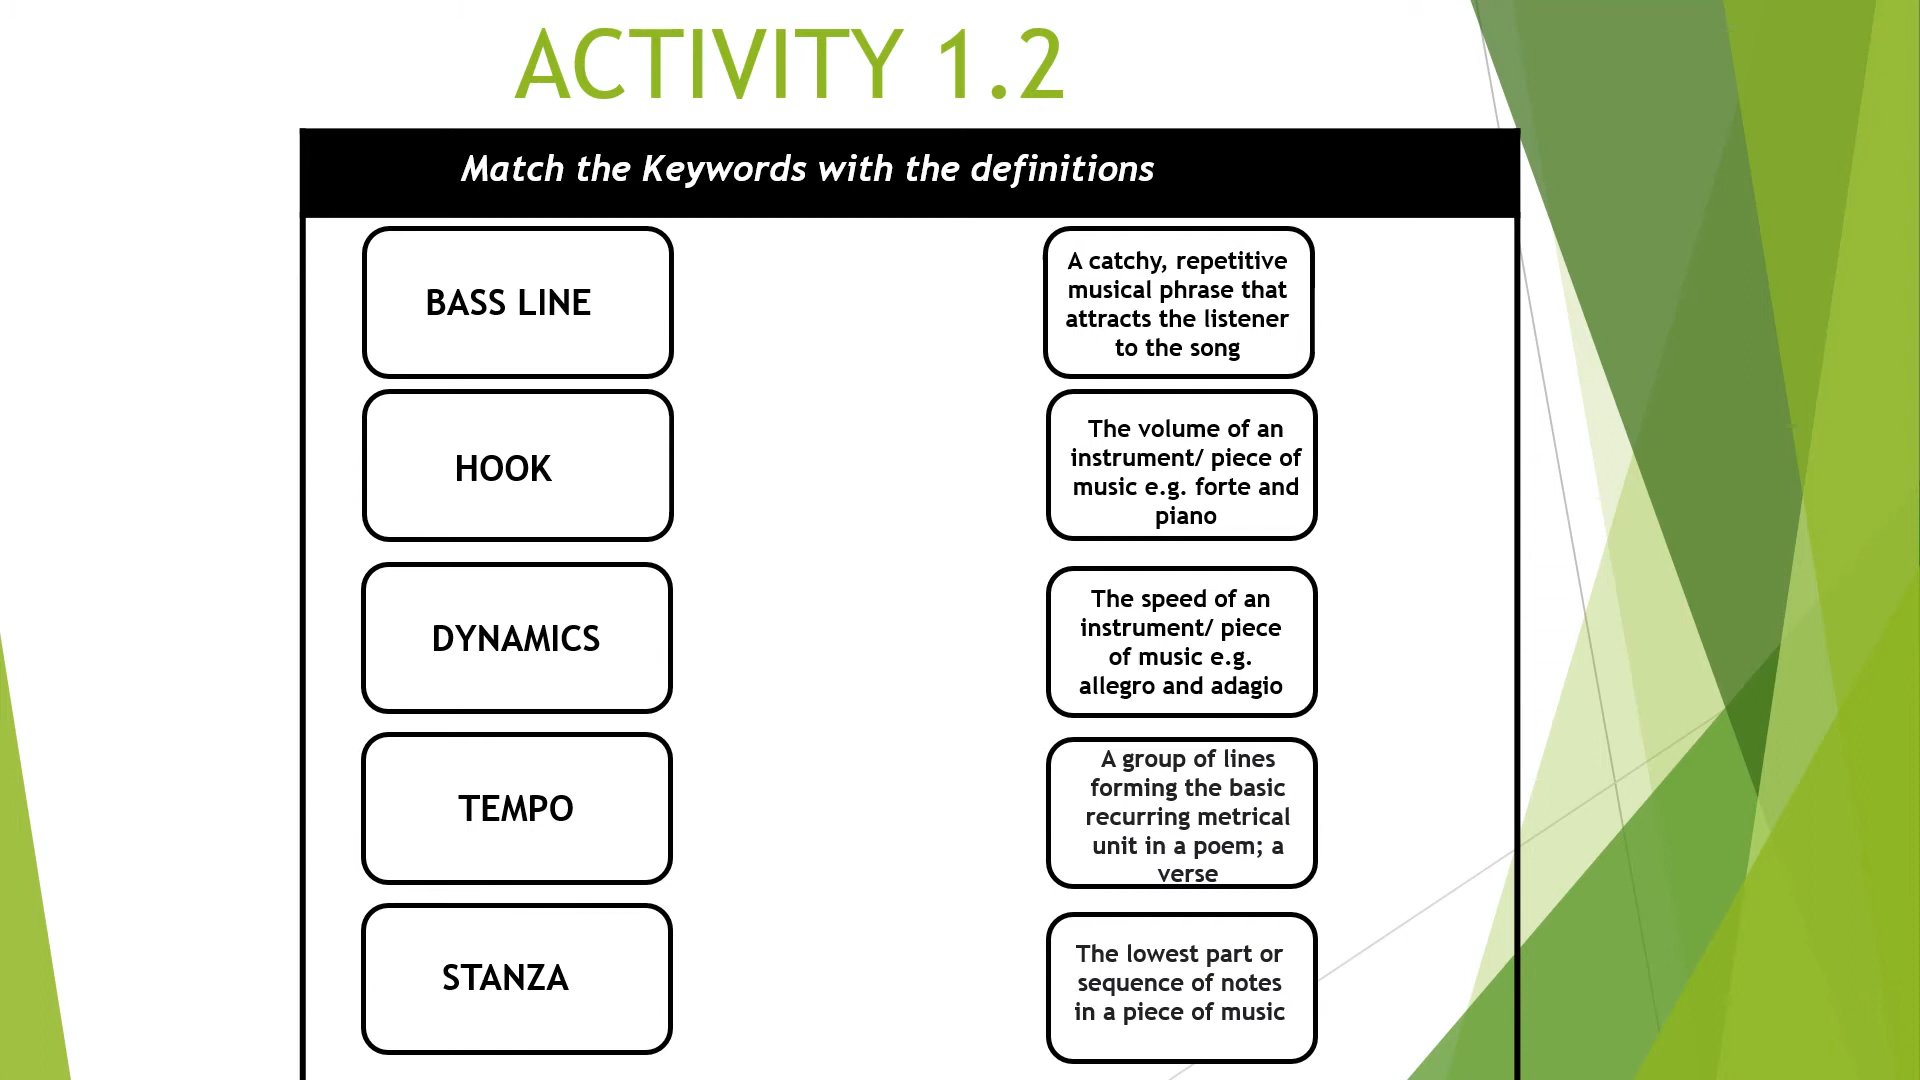 ACTIVITY 1.2
Match the Keywords with the definitions
BASS LINE
A catchy, repetitive
musical phrase that
attracts the listener
to the song
HOOK
The volume of an
instrument/ piece of
music e.g. forte and
piano
DYNAMICS
The speed of an
instrument/ piece
of music e.g.
allegro and adagio
TEMPO
A group of lines
forming the basic
recurring metrical
unit in a poem; a
verse
STANZA
The lowest part or
sequence of notes
in a piece of music